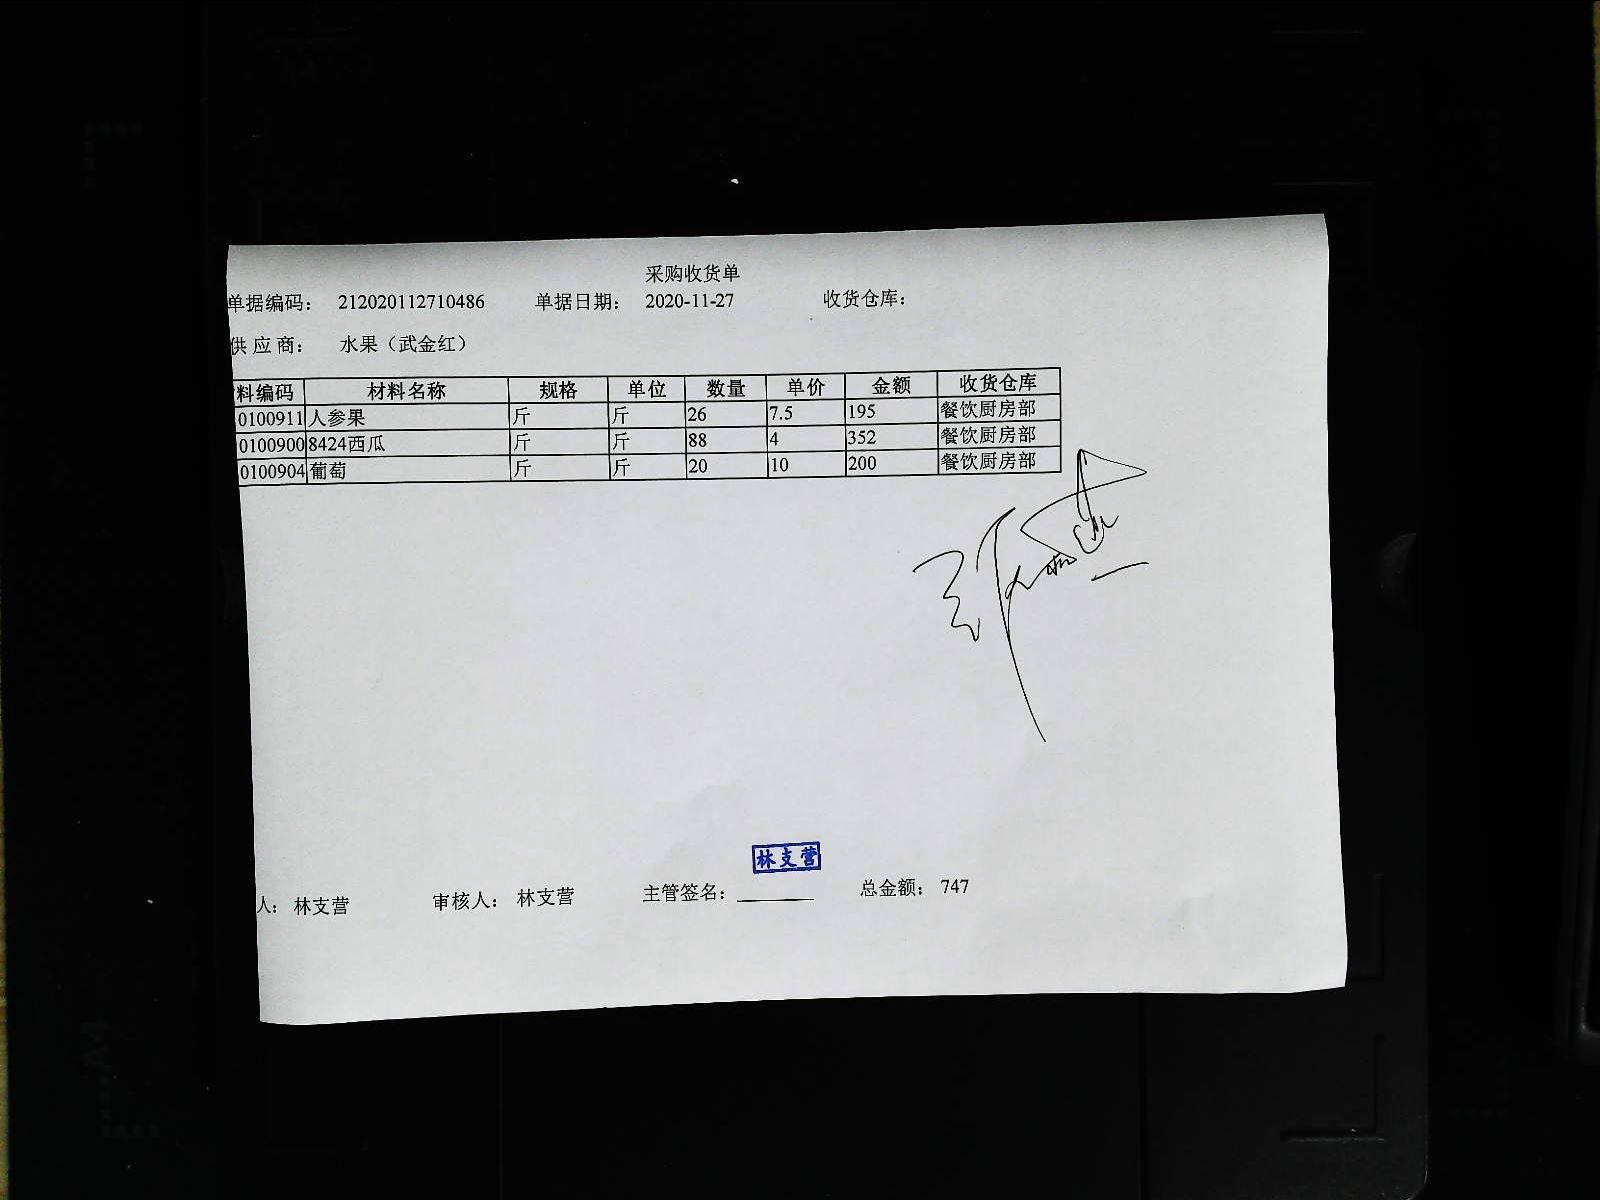 采购收货单
单据编码： 212020112710486 单据日期： 2020-11-27 收货仓库：
供应商： 水果（武金红）
料编码 材料名称 规格 单位 数量 单价 金额 收货仓库
0100911 人参果 斤 斤 26 7.5 195 餐饮厨房部
0100900 8424西瓜 斤 斤 88 4 352 餐饮厨房部
0100904 葡萄 斤 斤 20 10 200 餐饮厨房部
林支营
人： 林支营 审核人： 林支营 主管签名： 总金额： 747